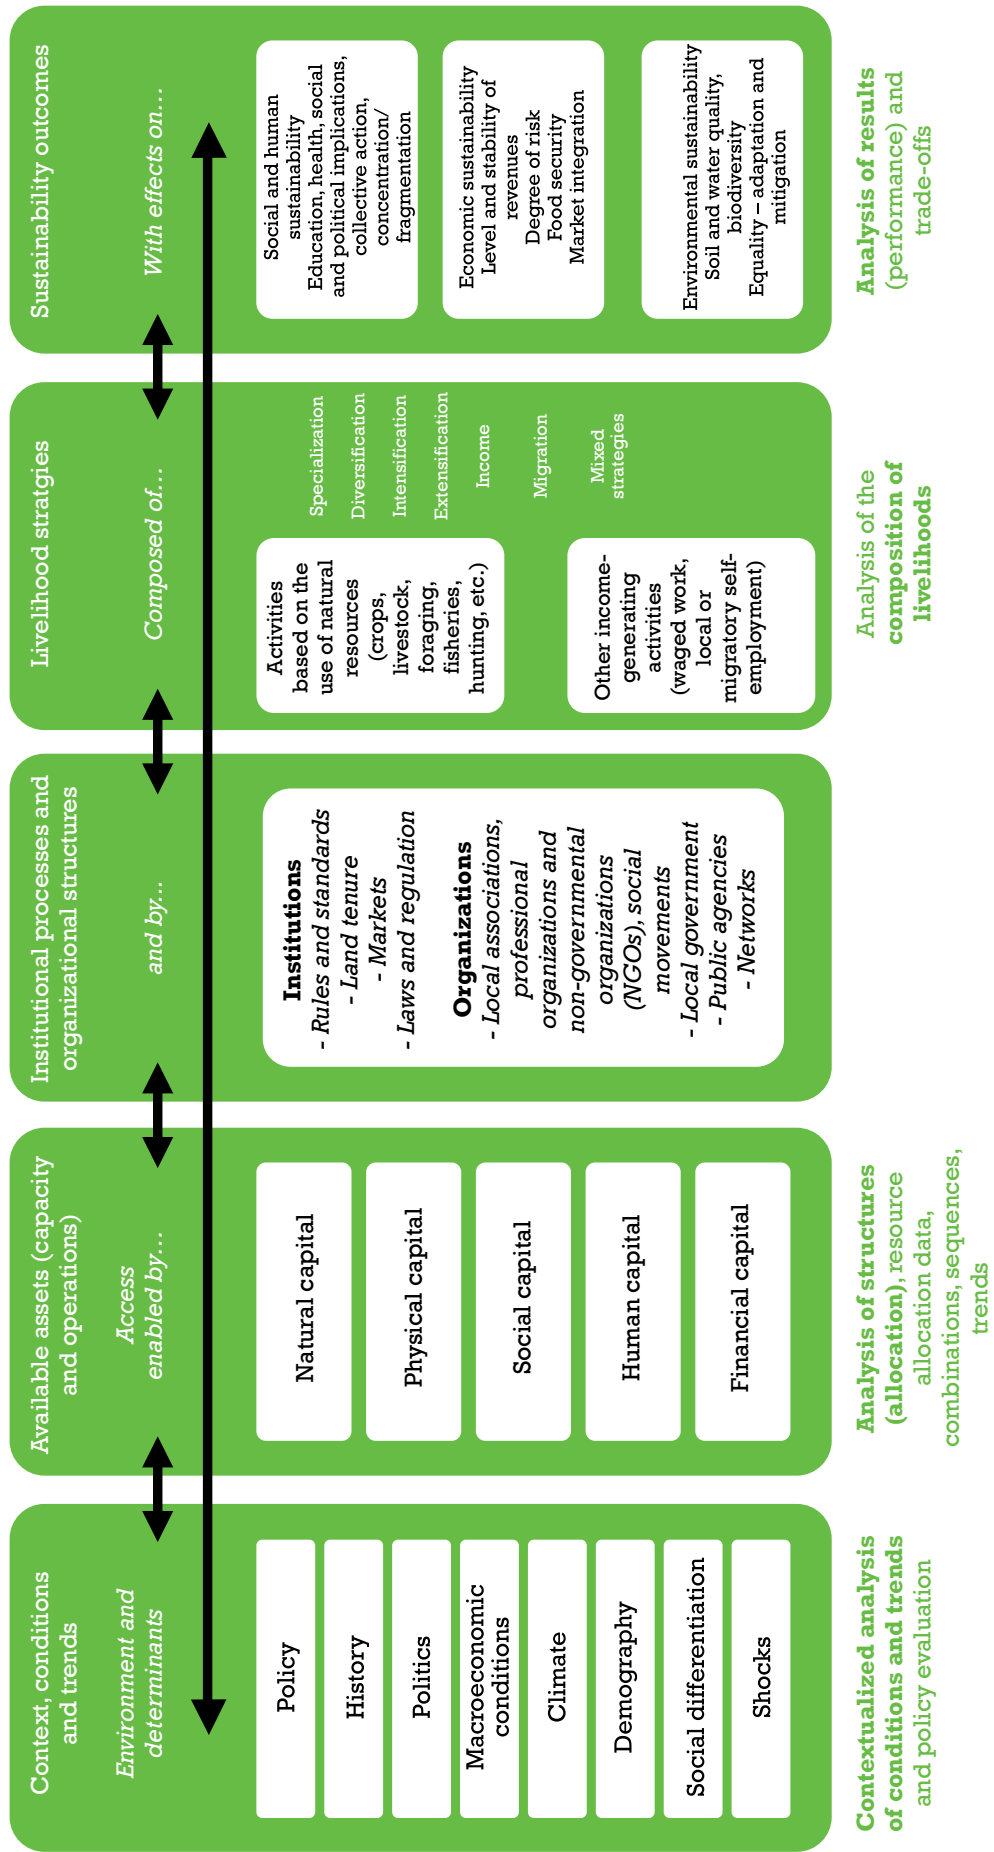 Context, conditions
and trends
Environment and
determinants
Policy
History
Politics
Macroeconomic
conditions
Climate
Demography
Social differentiation
Shocks
Contextualized analysis
of conditions and trends
and policy evaluation
Available assets (capacity
and operations)
Access
enabled by...
Natural capital
Physical capital
Social capital
Human capital
Financial capital
Analysis of structures
(allocation), resource
allocation data,
combinations, sequences,
trends
Institutional processes and
organizational structures
and by...
Institutions
- Rules and standards
- Land tenure
- Markets
- Laws and regulation
Organizations
- Local associations,
professional
organizations and
non-governmental
organizations
(NGOs), social
movements
- Local government
- Public agencies
- Networks
Livelihood stratgies
Composed of...
Activities
based on the
use of natural
resources
(crops,
livestock,
foraging,
fisheries,
hunting, etc.)
Other income-
generating
activities
(waged work,
local or
migratory self-
employment)
Specialization
Diversification
Intensification
Extensification
Income
Migration
Mixed
strategies
Analysis of the
composition of
livelihoods
Sustainability outcomes
With effects on...
Social and human
sustainability
Education, health, social
and political implications,
collective action,
concentration/
fragmentation
Economic sustainability
Level and stability of
revenues
Degree of risk
Food security
Market integration
Environmental sustainability
Soil and water quality,
biodiversity
Equality – adaptation and
mitigation
Analysis of results
(performance) and
trade-offs